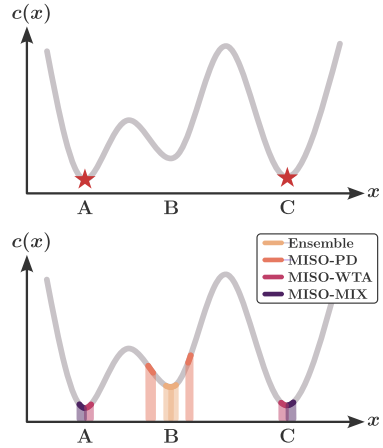 c(x)
A B C x
c(x)
Ensemble
MISO-PD
MISO-WTA
MISO-MIX
A B C x